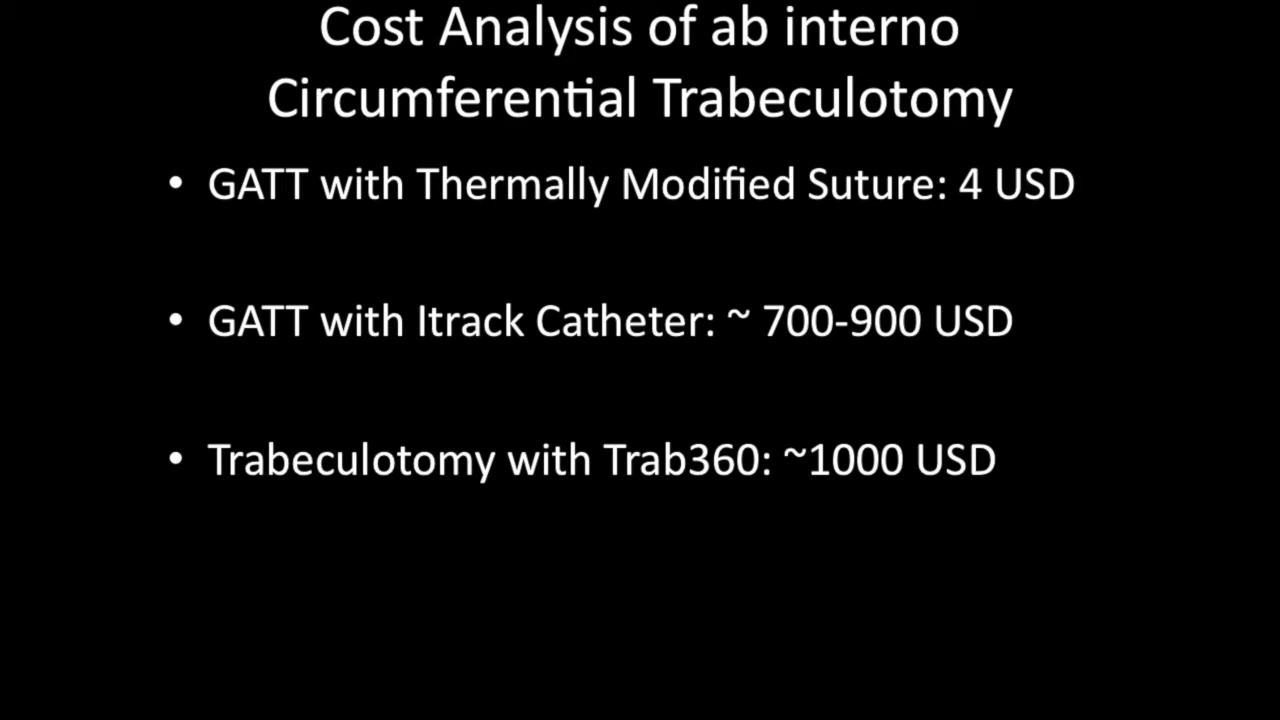 Cost Analysis of ab interno
Circumferential Trabeculotomy
• GATT with Thermally Modified Suture: 4 USD
• GATT with Itrack Catheter: ~ 700-900 USD
• Trabeculotomy with Trab360: ~1000 USD